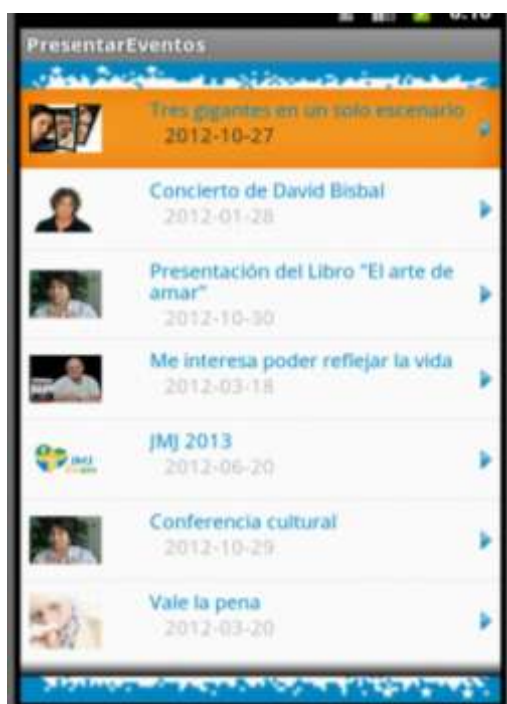 PresentarEventos
Tres gigantes en un solo escenario
2012-10-27
Concierto de David Bisbal
2012-01-28
Presentación del Libro "El arte de
amar"
2012-10-30
Me interesa poder reflejar la vida
2012-03-18
JMJ 2013
2012-06-20
JMJ
Conferencia cultural
2012-10-29
Vale la pena
2012-03-20